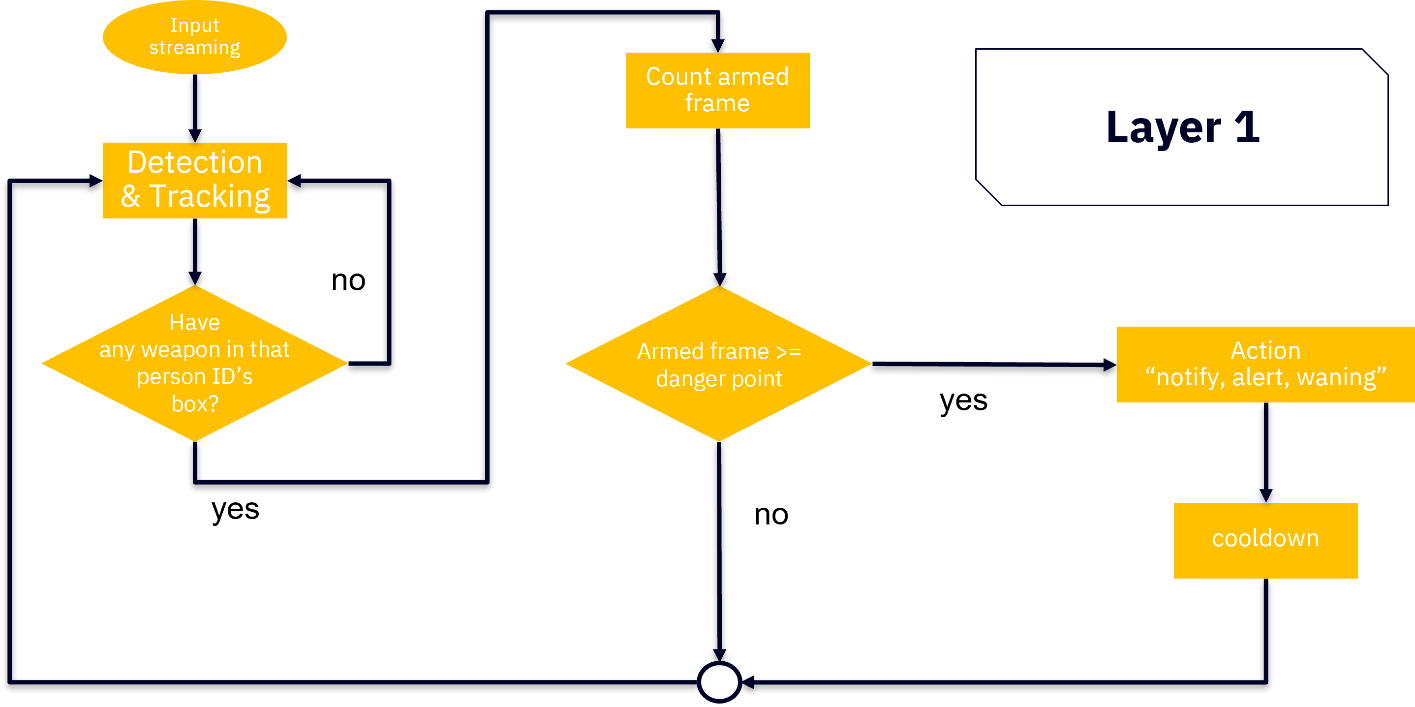 Input
streaming
Detection
& Tracking
no
Have
any weapon in that
person ID’s
box?
yes
Count armed
frame
Armed frame >=
danger point
yes
no
Layer 1
Action
“notify, alert, waning”
cooldown